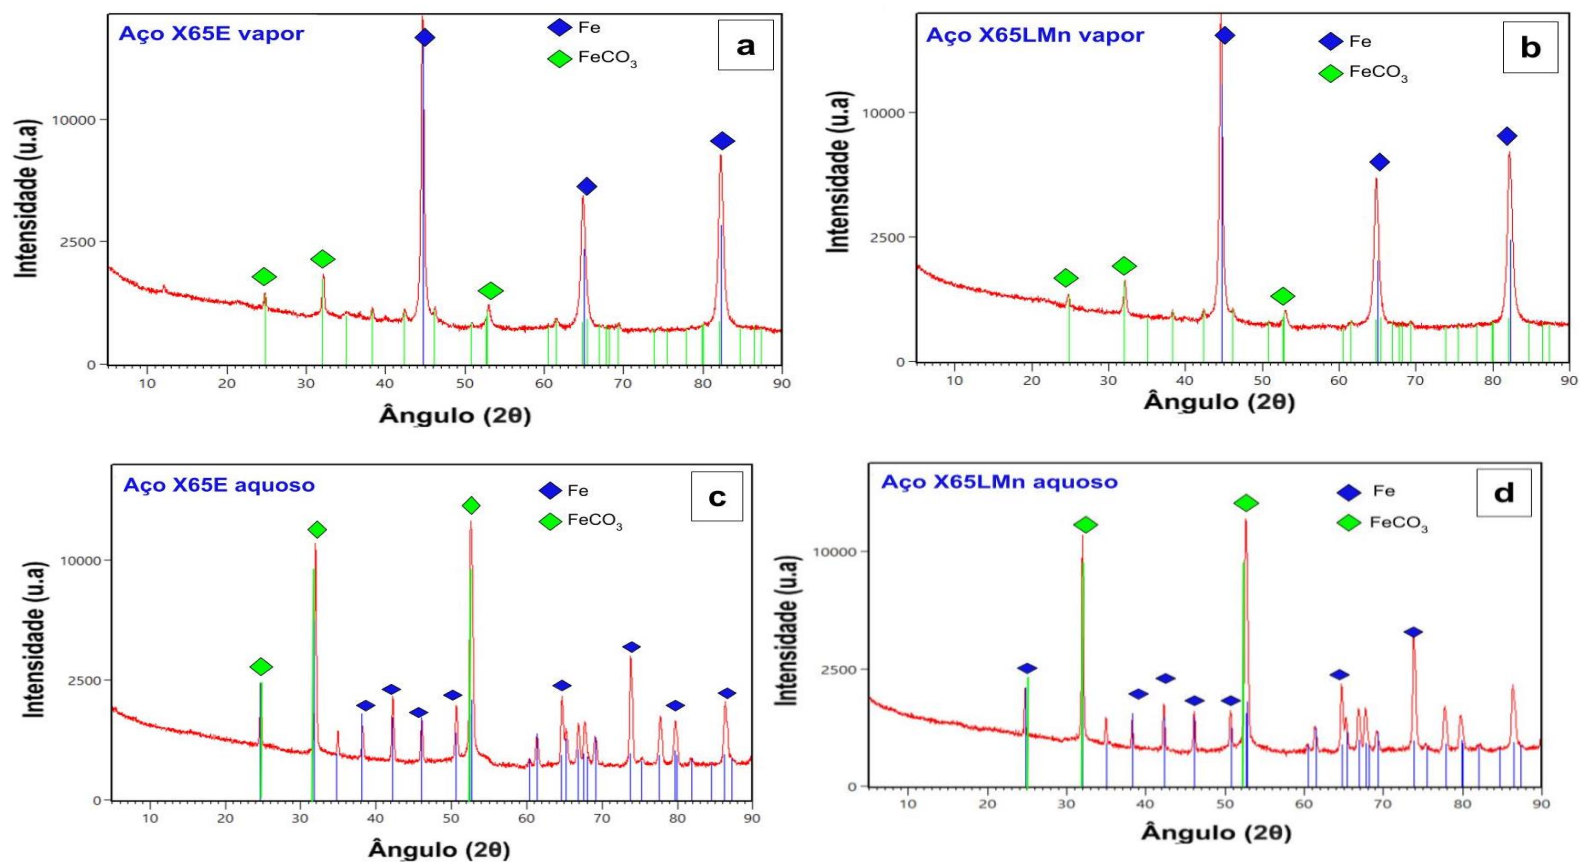 Aço X65E vapor
a
Fe
FeCO₃
Intensidade (u.a)
10000
2500
0
10 20 30 40 50 60 70 80 90
Ângulo (2θ)
Aço X65LMn vapor
b
Fe
FeCO₃
Intensidade (u.a)
10000
2500
0
10 20 30 40 50 60 70 80 90
Ângulo (2θ)
Aço X65E aquoso
c
Fe
FeCO₃
Intensidade (u.a)
10000
2500
0
10 20 30 40 50 60 70 80 90
Ângulo (2θ)
Aço X65LMn aquoso
d
Fe
FeCO₃
Intensidade (u.a)
10000
2500
0
10 20 30 40 50 60 70 80 90
Ângulo (2θ)